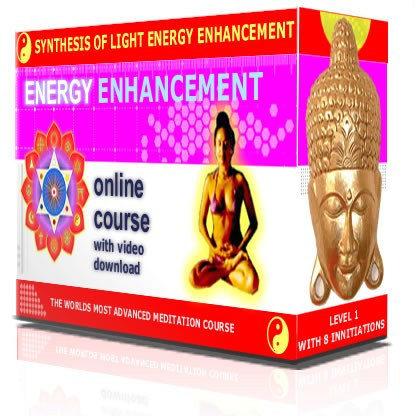 SYNTHESIS OF LIGHT ENERGY ENHANCEMENT
ENERGY ENHANCEMENT
online
course
with video
download
THE WORLDS MOST ADVANCED MEDITATION COURSE
LEVEL 1
WITH 8 INNITIATIONS